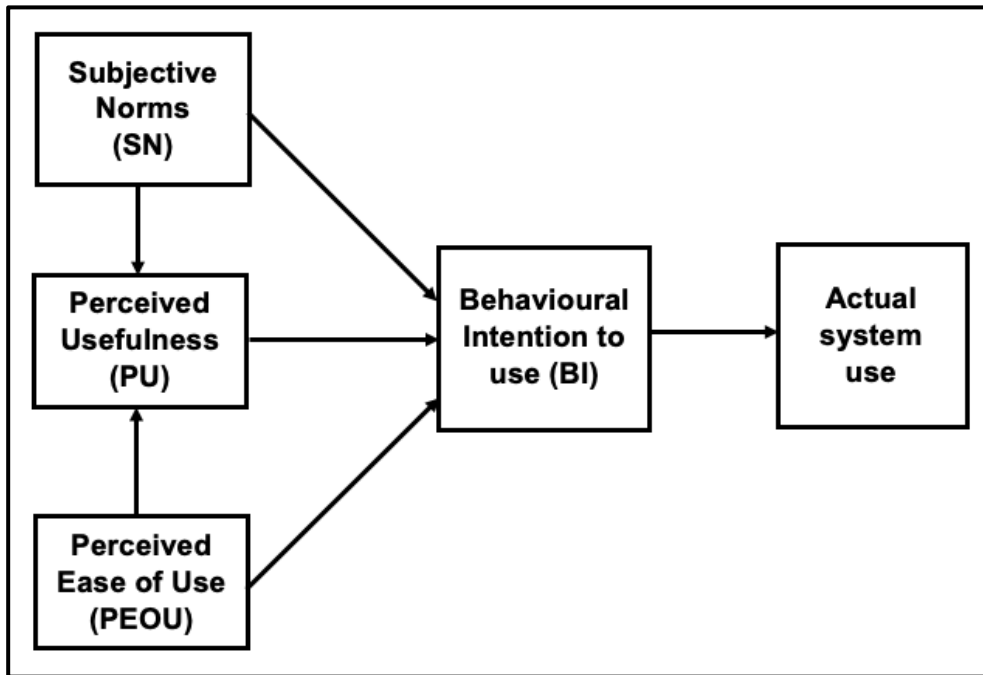 Subjective
Norms
(SN)
Perceived
Usefulness
(PU)
Perceived
Ease of Use
(PEOU)
Behavioural
Intention to
use (BI)
Actual
system
use